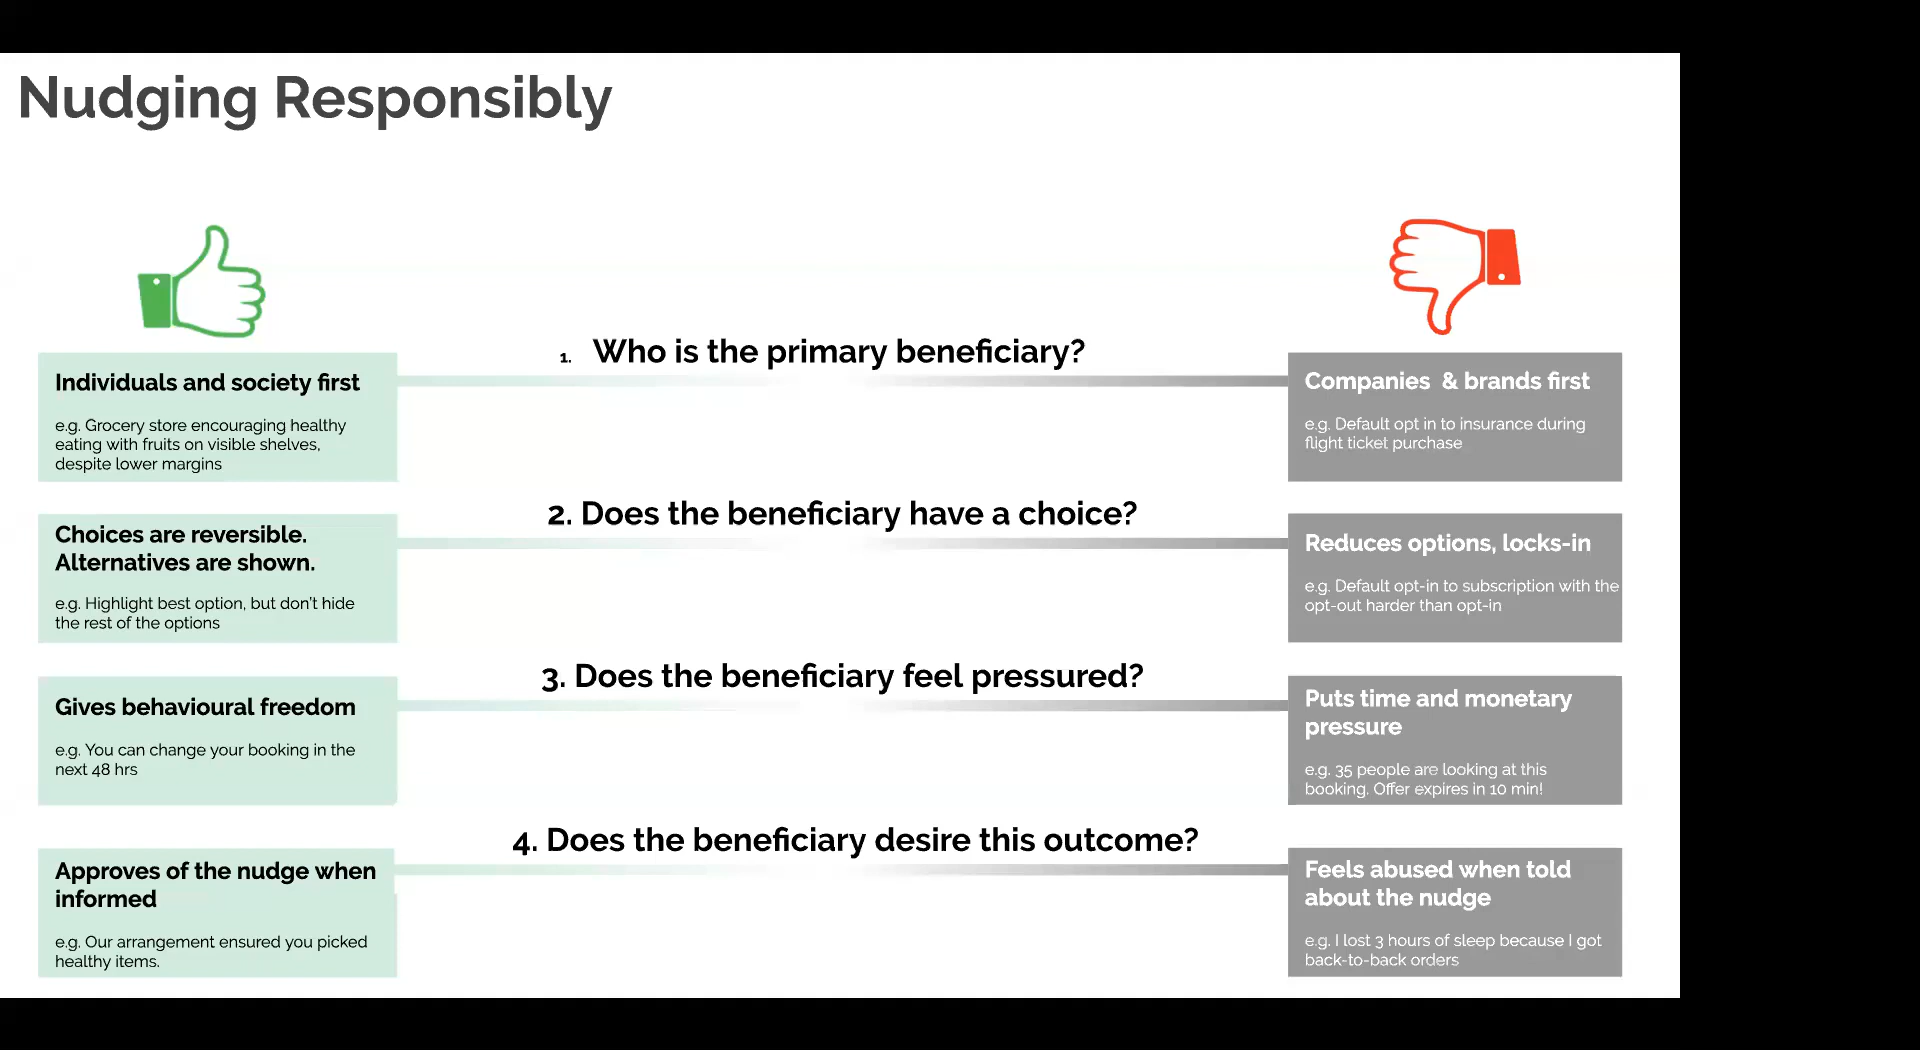 Nudging Responsibly
1. Who is the primary beneficiary?
Individuals and society first
e.g. Grocery store encouraging healthy
eating with fruits on visible shelves,
despite lower margins
Companies & brands first
e.g. Default opt in to insurance during
flight ticket purchase
2. Does the beneficiary have a choice?
Choices are reversible.
Alternatives are shown.
e.g. Highlight best option, but don't hide
the rest of the options
Reduces options, locks-in
e.g. Default opt-in to subscription with the
opt-out harder than opt-in
3. Does the beneficiary feel pressured?
Gives behavioural freedom
e.g. You can change your booking in the
next 48 hrs
Puts time and monetary
pressure
e.g. 35 people are looking at this
booking. Offer expires in 10 min!
4. Does the beneficiary desire this outcome?
Approves of the nudge when
informed
e.g. Our arrangement ensured you picked
healthy items.
Feels abused when told
about the nudge
e.g. I lost 3 hours of sleep because I got
back-to-back orders